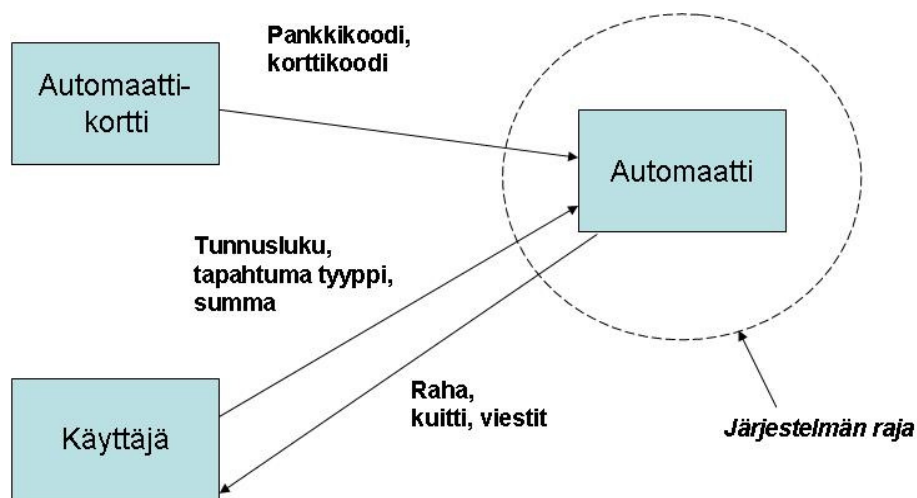 Pankkikoodi,
korttikoodi
Automaatti-
kortti
Automaatti
Tunnusluku,
tapahtuma tyyppi,
summa
Raha,
kuitti, viestit
Käyttäjä
Järjestelmän raja